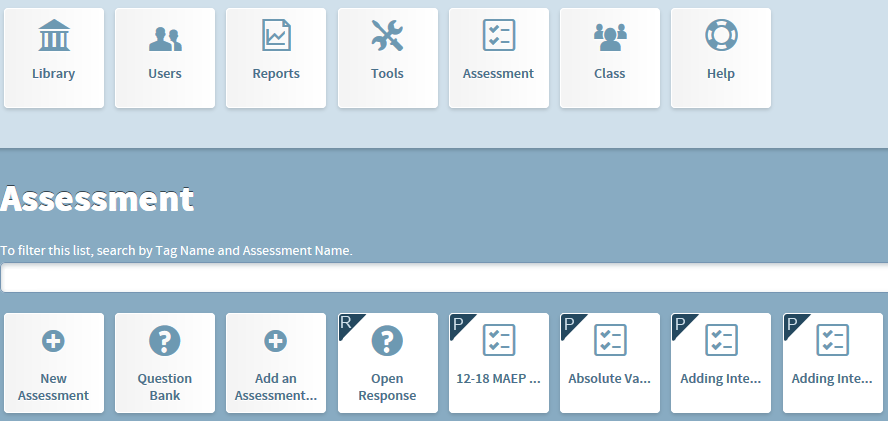 Library
Users
Reports
Tools
Assessment
Class
Help
Assessment
To filter this list, search by Tag Name and Assessment Name.
New
Assessment
Question
Bank
Add an
Assessment...
R
Open
Response
P
12-18 MAEP ...
P
Absolute Va...
P
Adding Inte...
P
Adding Inte...